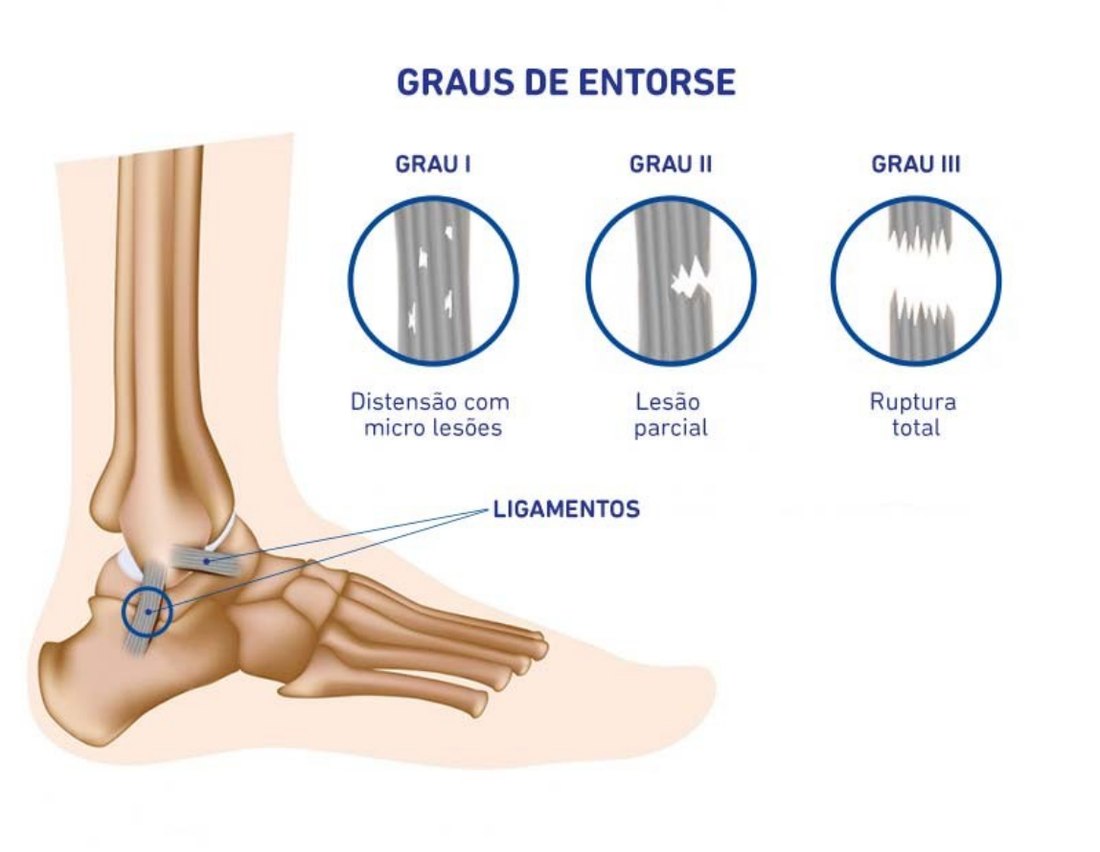 GRAUS DE ENTORSE
GRAU I
GRAU II
GRAU III
Distensão com
micro lesões
Lesão
parcial
Ruptura
total
LIGAMENTOS